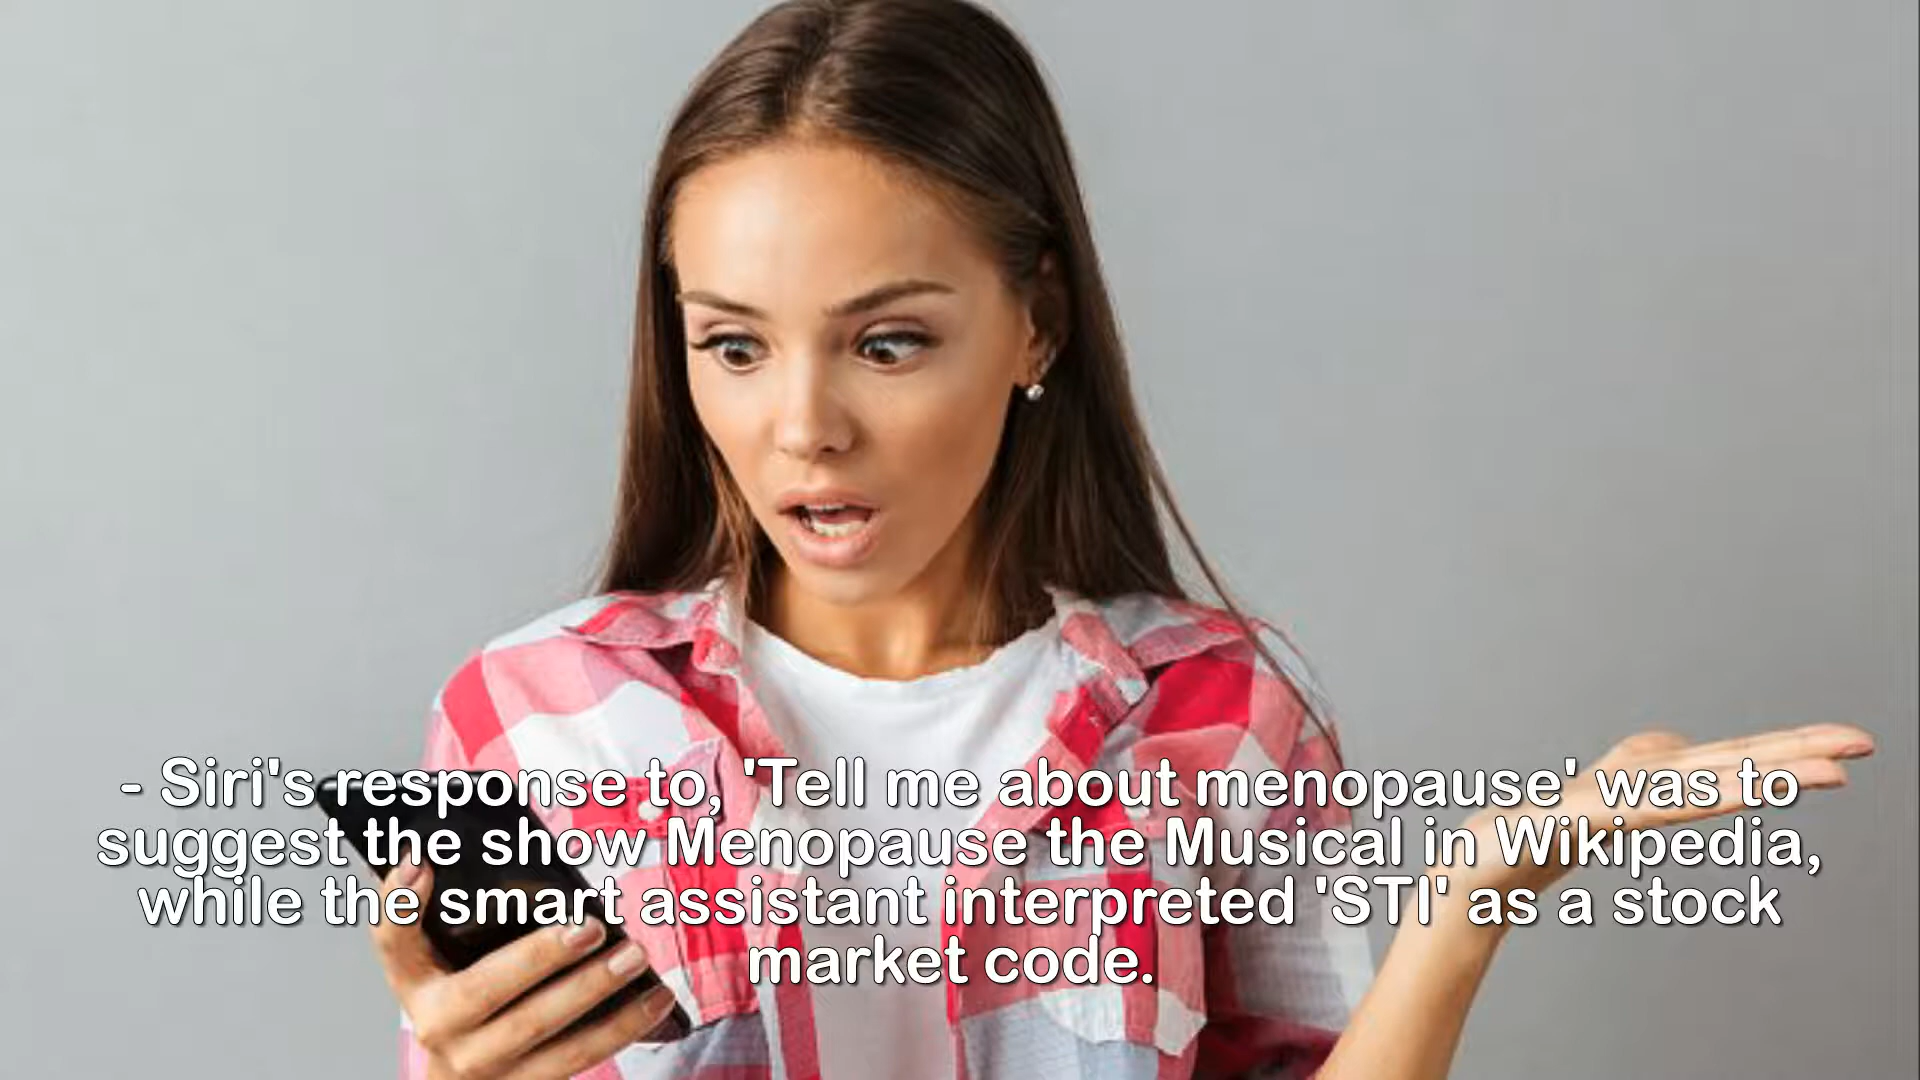 - Siri's response to, 'Tell me about menopause' was to
suggest the show Menopause the Musical in Wikipedia,
while the smart assistant interpreted 'STI' as a stock
market code.